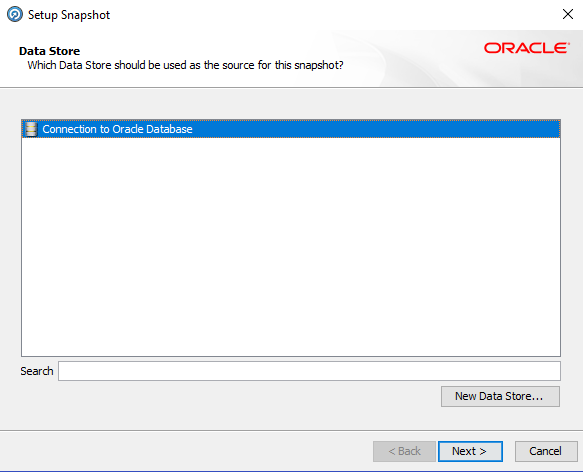 Setup Snapshot
Data Store
Which Data Store should be used as the source for this snapshot?
ORACLE
Connection to Oracle Database
Search
New Data Store...
< Back
Next >
Cancel